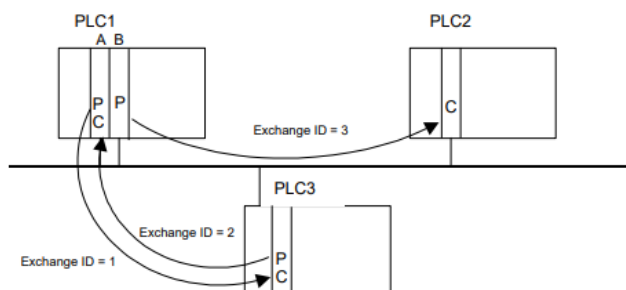 PLC1
PLC2
A B
P P
C
C
Exchange ID = 3
PLC3
Exchange ID = 2
P
Exchange ID = 1
C